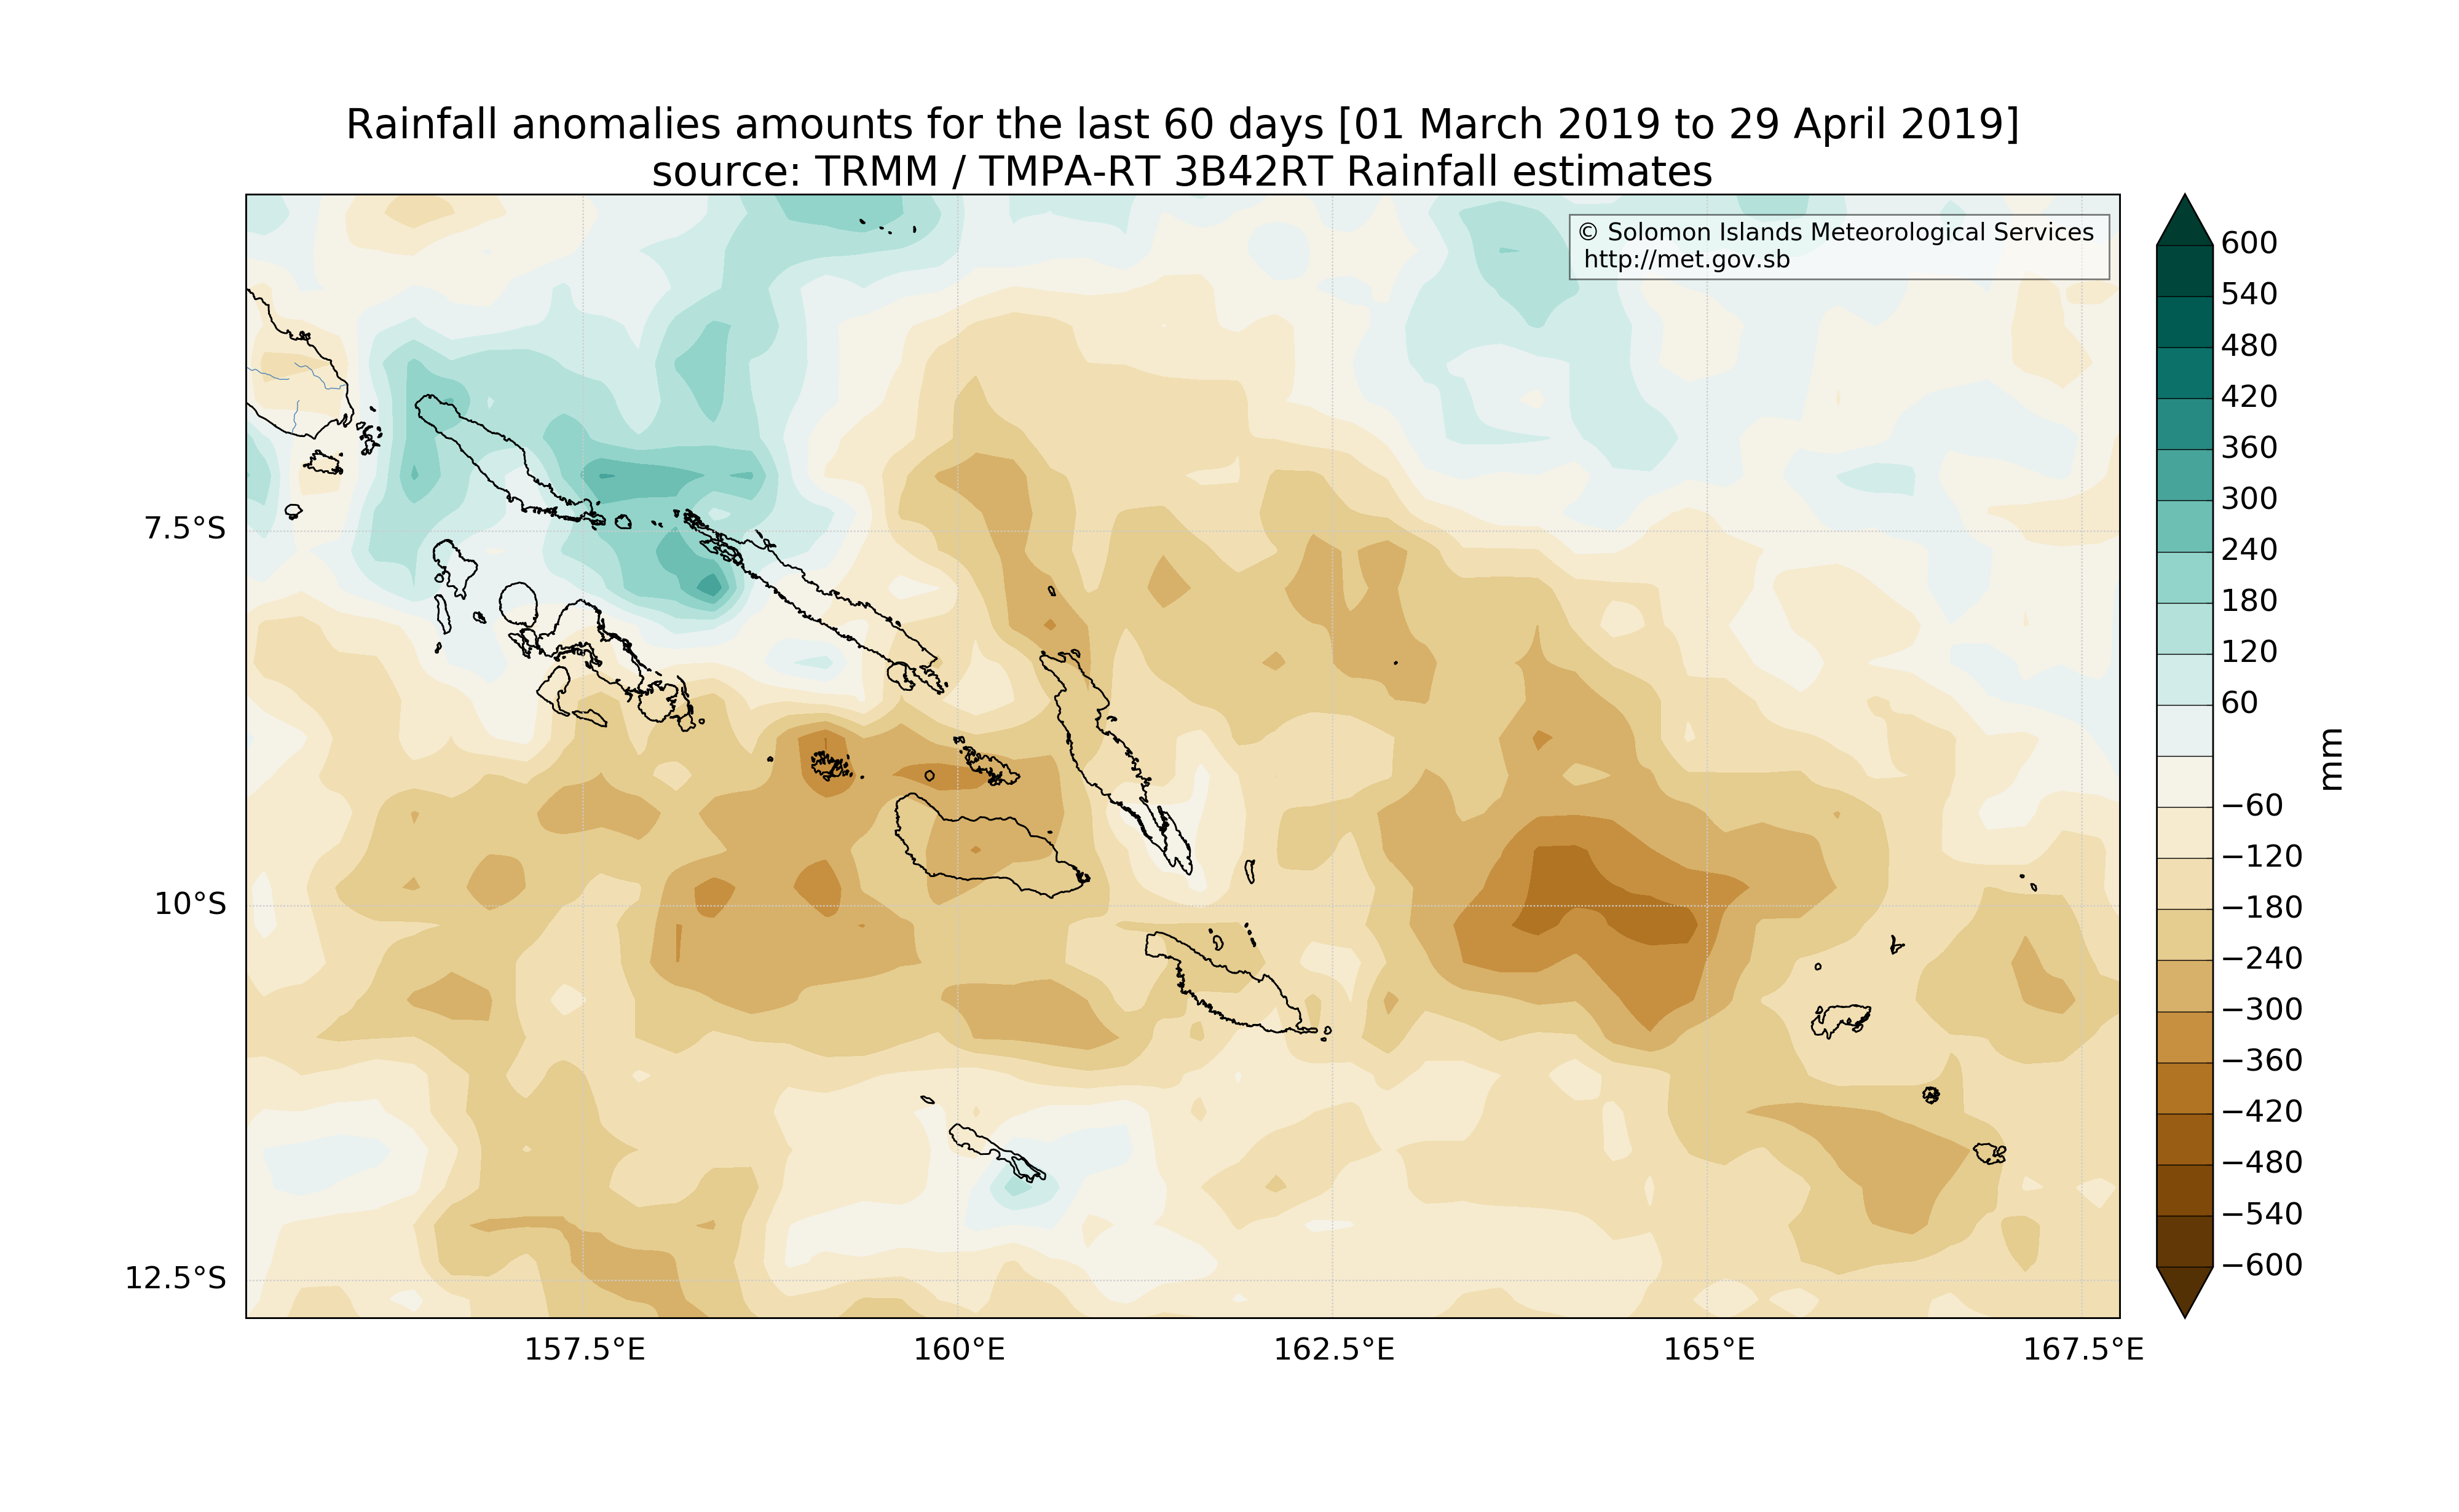 Rainfall anomalies amounts for the last 60 days [01 March 2019 to 29 April 2019]
source: TRMM / TMPA-RT 3B42RT Rainfall estimates
© Solomon Islands Meteorological Services
http://met.gov.sb
7.5°S
10°S
12.5°S
157.5°E
160°E
162.5°E
165°E
167.5°E
600
540
480
420
360
300
240
180
120
60
−60
−120
−180
−240
−300
−360
−420
−480
−540
−600
mm